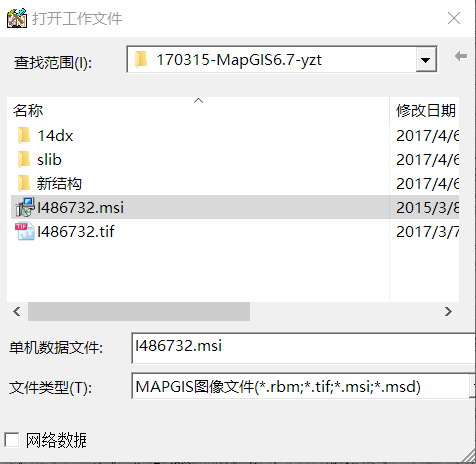 打开工作文件
查找范围(I):
170315-MapGIS6.7-yzt
名称
修改日期
14dx
2017/4/6
slib
2017/4/6
新结构
2017/4/6
I486732.msi
2015/3/8
TIF
I486732.tif
2017/3/7
单机数据文件:
I486732.msi
文件类型(T):
MAPGIS图像文件(*.rbm;*.tif;*.msi;*.msd)
网络数据